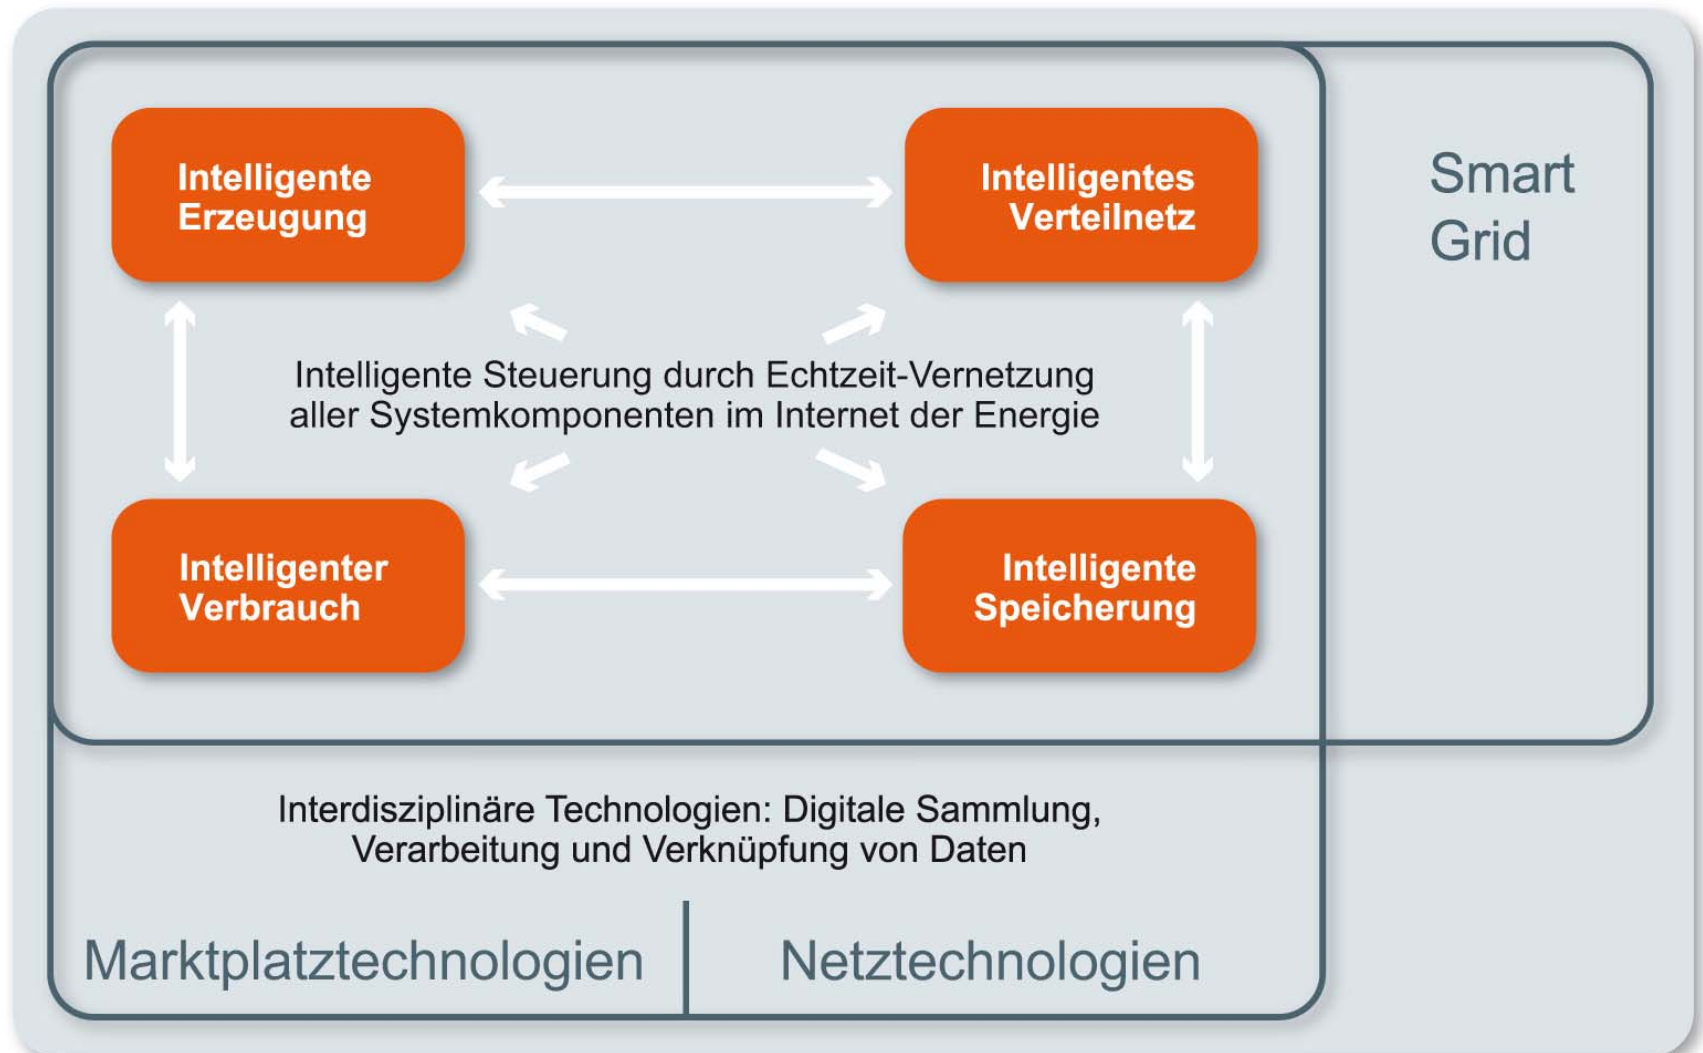 Intelligente
Erzeugung
Intelligentes
Verteilnetz
Smart
Grid
Intelligente Steuerung durch Echtzeit-Vernetzung
aller Systemkomponenten im Internet der Energie
Intelligenter
Verbrauch
Intelligente
Speicherung
Interdisziplinäre Technologien: Digitale Sammlung,
Verarbeitung und Verknüpfung von Daten
Marktplatztechnologien
Netztechnologien